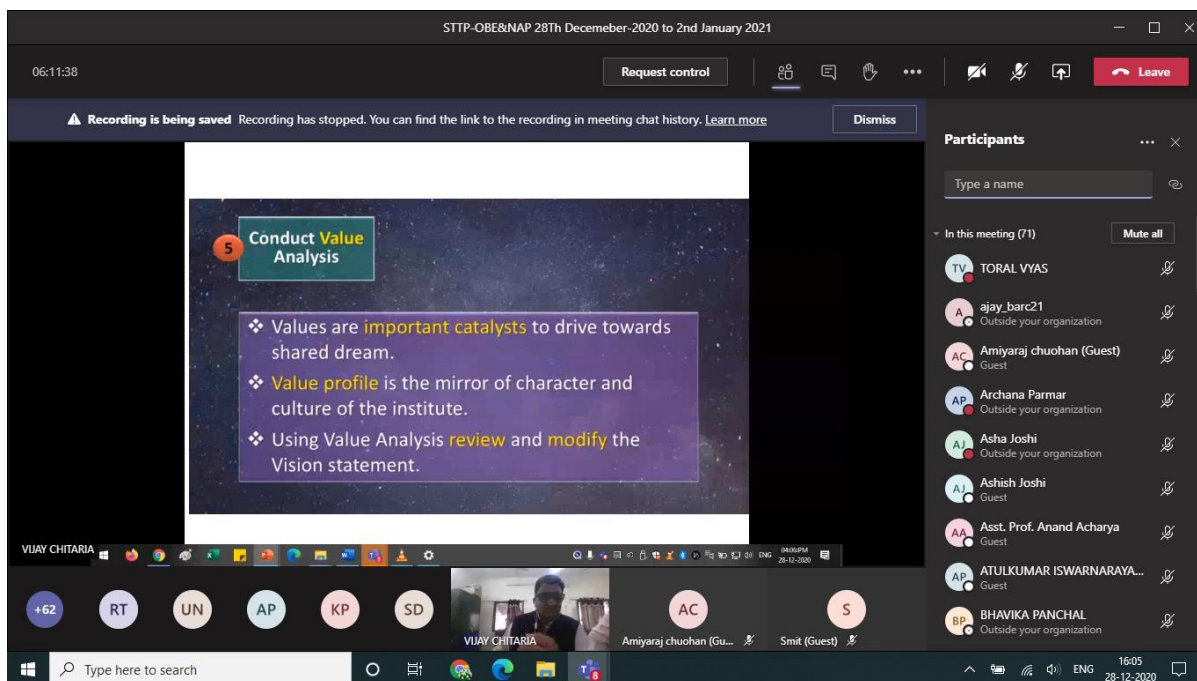 STTP-OBE&NAP 28Th Decemeber-2020 to 2nd January 2021
06:11:38
Request control
Leave
Recording is being saved Recording has stopped. You can find the link to the recording in meeting chat history. Learn more
Dismiss
5
Conduct Value
Analysis
❖ Values are important catalysts to drive towards
shared dream.
❖ Value profile is the mirror of character and
culture of the institute.
❖ Using Value Analysis review and modify the
Vision statement.
VIJAY CHITARIA
ENG
04:06PM
28-12-2020
+62
RT
UN
AP
KP
SD
VIJAY CHITARIA
AC
Amiyaraj chuohan (Gu...
S
Smit (Guest)
Participants
Type a name
In this meeting (71)
Mute all
TV
TORAL VYAS
A
ajay_barc21
Outside your organization
AC
Amiyaraj chuohan (Guest)
Guest
AP
Archana Parmar
Outside your organization
AJ
Asha Joshi
Outside your organization
AJ
Ashish Joshi
Guest
AA
Asst. Prof. Anand Acharya
Guest
AP
ATULKUMAR ISWARNARAYA...
Guest
BP
BHAVIKA PANCHAL
Outside your organization
Type here to search
8
ENG
16:05
28-12-2020